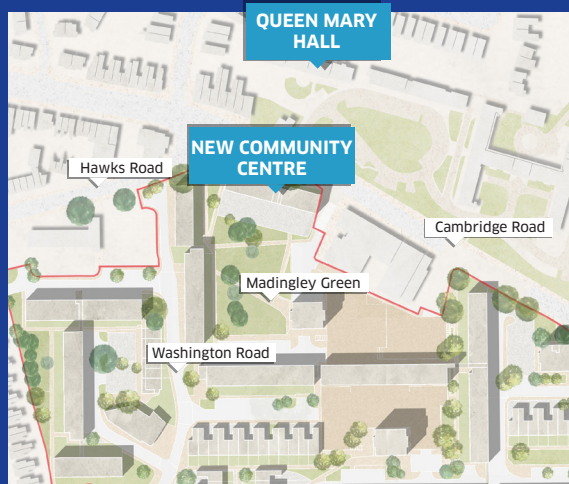 QUEEN MARY
HALL
NEW COMMUNITY
CENTRE
Hawks Road
Cambridge Road
Madingley Green
Washington Road